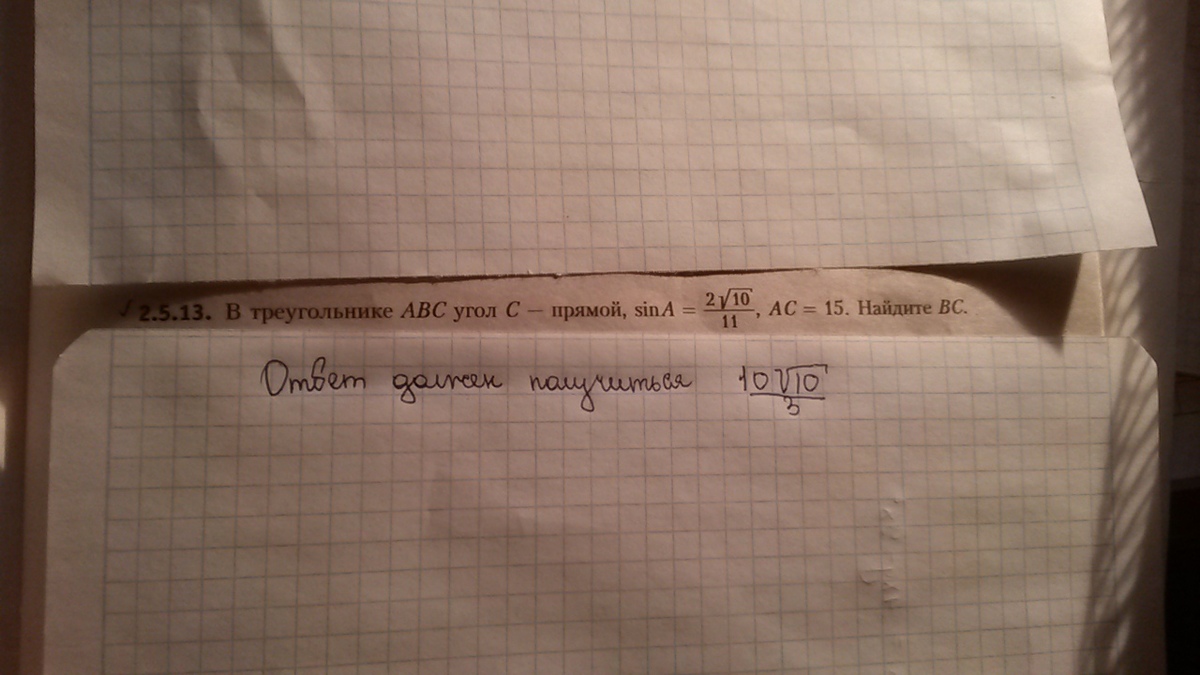 ✓ 2.5.13. В треугольнике ABC угол C — прямой, sin A = 2√10/11, AC = 15. Найдите BC.
Ответ должен получиться 10√10/3